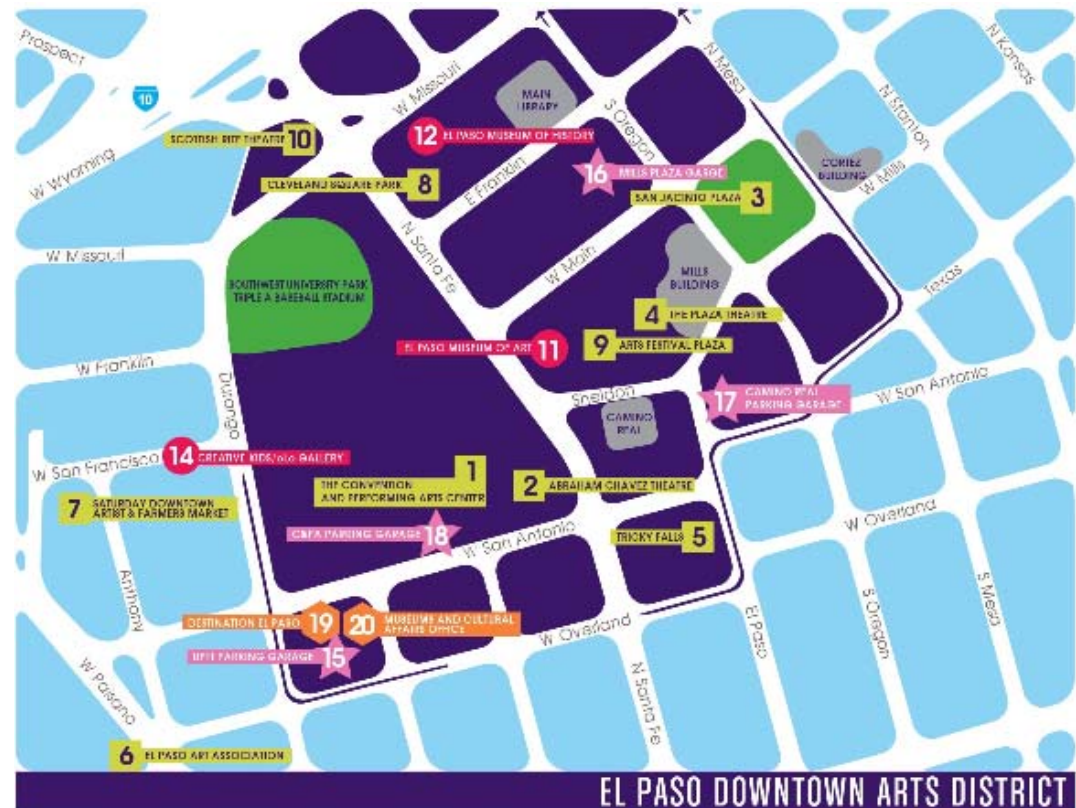 Prospect
10
W Missouri
MAIN
LIBRARY
N Mesa
N Kansas
N Stanton
S Oregon
SCOTTISH RITE THEATRE 10
12 EL PASO MUSEUM OF HISTORY
W Wyoming
CLEVELAND SQUARE PARK 8
E Franklin
16 MILLS PLAZA GARGE
SAN JACINTO PLAZA 3
CORTEZ
BUILDING
W Mills
N Santa Fe
W Main
W Missouri
SOUTHWEST UNIVERSITY PARK
TRIPLE A BASEBALL STADIUM
MILLS
BUILDING
Texas
4 THE PLAZA THEATRE
EL PASO MUSEUM OF ART 11
9 ARTS FESTIVAL PLAZA
W Franklin
Durango
Sheldon
CAMINO
REAL
17 CAMINO REAL
PARKING GARAGE
W San Antonio
W San Francisco
14 CREATIVE KIDS/ GALLERY
1
THE CONVENTION
AND PERFORMING ARTS CENTER
2 ABRAHAM CHAVEZ THEATRE
7 SATURDAY DOWNTOWN
ARTIST & FARMERS MARKET
PARKING GARAGE 18
W San Antonio
TRICKY FALLS 5
W Overland
Anthony
DESTINATION EL PASO 19
20 MUSEUMS AND CULTURAL
AFFAIRS OFFICE
W Overland
El Paso
S Oregon
S Mesa
PARKING GARAGE 15
W Paisano
N Santa Fe
6 EL PASO ART ASSOCIATION
EL PASO DOWNTOWN ARTS DISTRICT